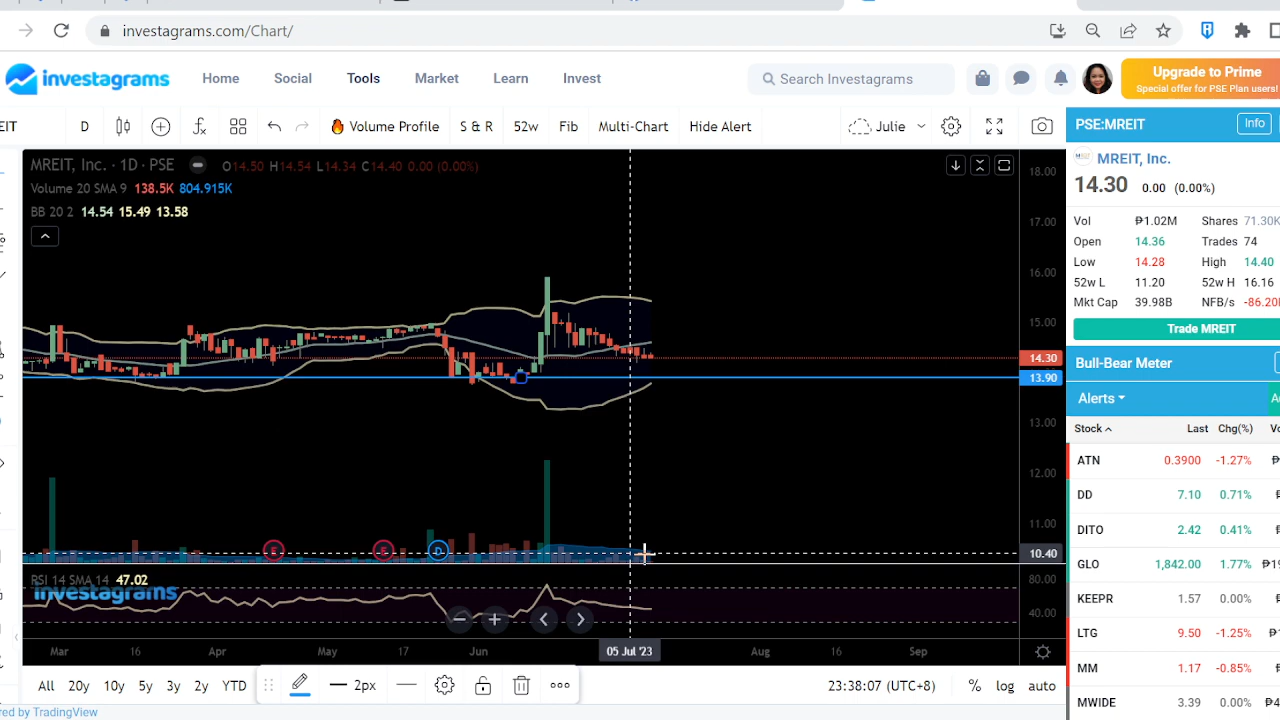 investagrams.com/Chart/
investagrams Home Social Tools Market Learn Invest Search Investagrams Upgrade to Prime
Special offer for PSE Plan users!
EIT D Volume Profile S & R 52w Fib Multi-Chart Hide Alert Julie PSE:MREIT Info
MREIT, Inc. · 1D · PSE O14.50 H14.54 L14.34 C14.40 0.00 (0.00%)
Volume 20 SMA 9 138.5K 804.915K
BB 20 2 14.54 15.49 13.58
18.00
17.00
16.00
15.00
14.30
13.90
13.00
12.00
11.00
10.40
E E D
RSI 14 SMA 14 47.02
investagrams
80.00
40.00
Mar 16 Apr May 17 Jun 05 Jul '23 Aug 16 Sep
All 20y 10y 5y 3y 2y YTD 2px 23:38:07 (UTC+8) % log auto
red by TradingView
MREIT, Inc.
14.30 0.00 (0.00%)
Vol ₱1.02M Shares 71.30K
Open 14.36 Trades 74
Low 14.28 High 14.40
52w L 11.20 52w H 16.16
Mkt Cap 39.98B NFB/s -86.20
Trade MREIT
Bull-Bear Meter
Alerts
Stock Last Chg(%)
ATN 0.3900 -1.27%
DD 7.10 0.71%
DITO 2.42 0.41%
GLO 1,842.00 1.77%
KEEPR 1.57 0.00%
LTG 9.50 -1.25%
MM 1.17 -0.85%
MWIDE 3.39 0.00%